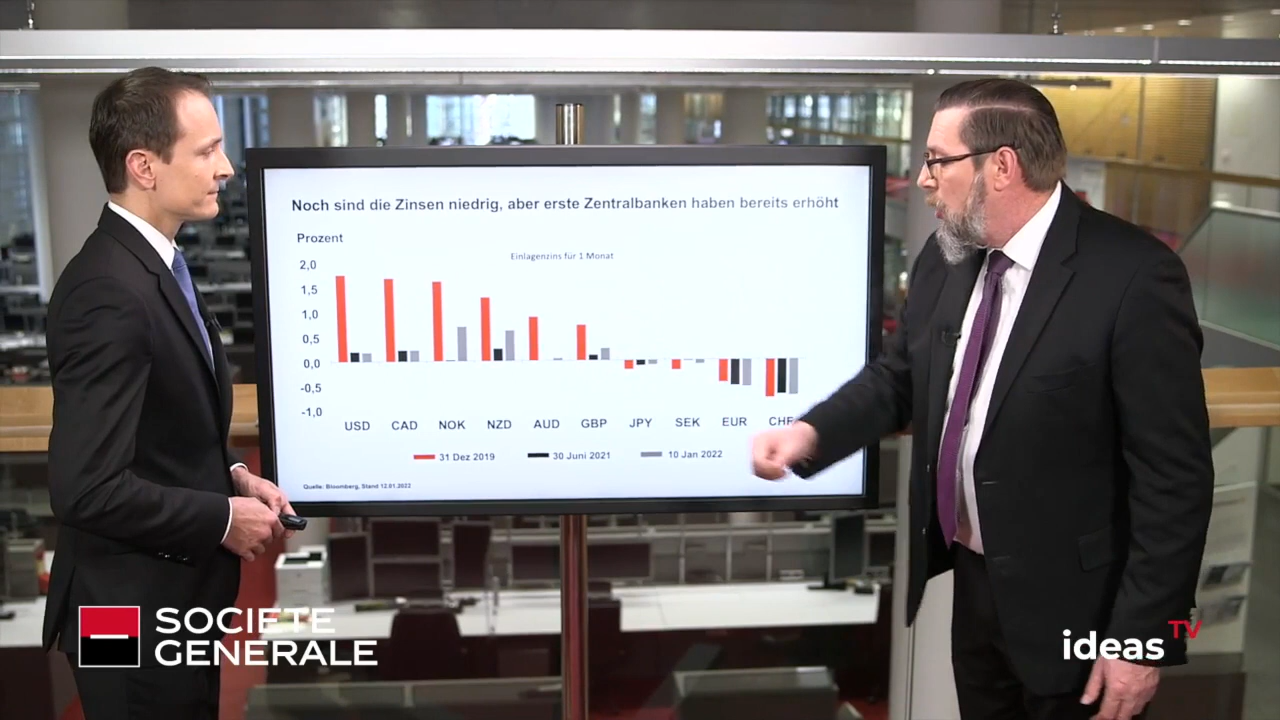 Noch sind die Zinsen niedrig, aber erste Zentralbanken haben bereits erhöht
Prozent
Einlagenzins für 1 Monat
2,0
1,5
1,0
0,5
0,0
-0,5
-1,0
USD CAD NOK NZD AUD GBP JPY SEK EUR CHF
31 Dez 2019 30 Juni 2021 10 Jan 2022
Quelle: Bloomberg, Stand 12.01.2022
SOCIETE
GENERALE
ideas TV